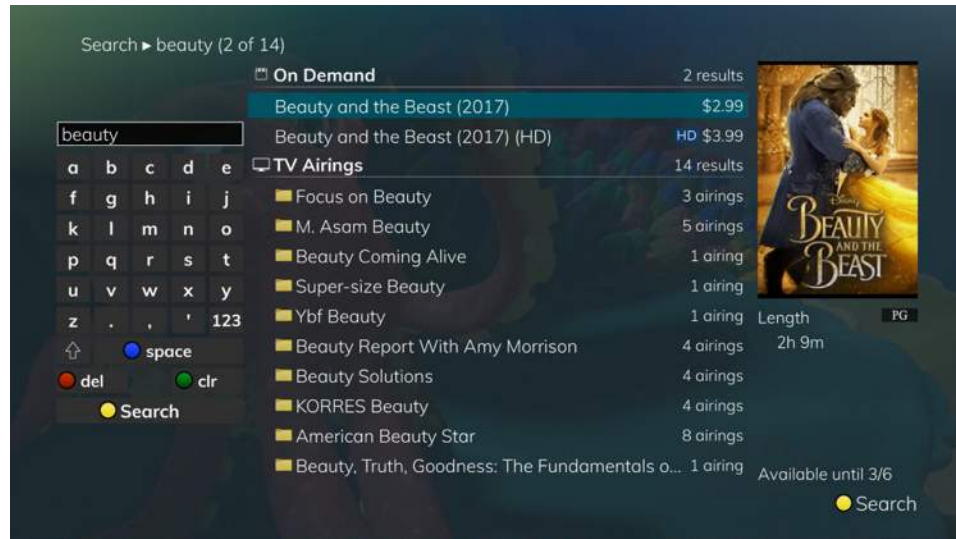 Search ▸ beauty (2 of 14)
On Demand 2 results
Beauty and the Beast (2017) $2.99
Beauty and the Beast (2017) (HD) HD $3.99
TV Airings 14 results
Focus on Beauty 3 airings
M. Asam Beauty 5 airings
Beauty Coming Alive 1 airing
Super-size Beauty 1 airing
Ybf Beauty 1 airing
Beauty Report With Amy Morrison 4 airings
Beauty Solutions 4 airings
KORRES Beauty 4 airings
American Beauty Star 8 airings
Beauty, Truth, Goodness: The Fundamentals o... 1 airing
beauty
a b c d e
f g h i j
k l m n o
p q r s t
u v w x y
z . , ' 123
space
del clr
Search
Disney
BEAUTY
AND THE
BEAST
Length PG
2h 9m
Available until 3/6
Search